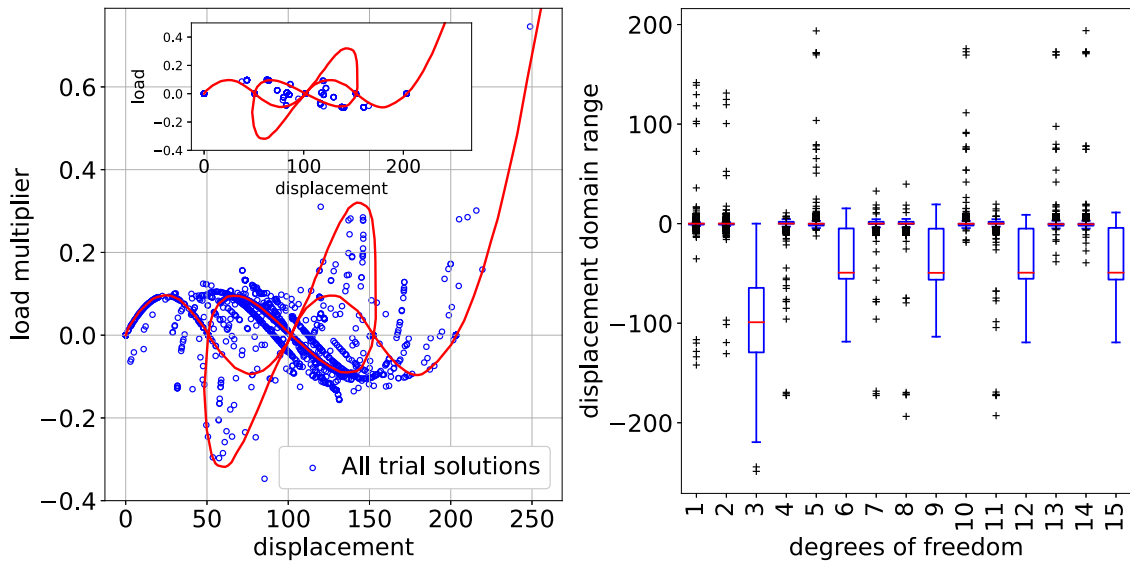 0.6
0.4
0.2
0.0
−0.2
−0.4
load multiplier
0 50 100 150 200 250
displacement
All trial solutions
0.4
0.2
0.0
−0.2
−0.4
load
0 100 200
displacement
200
100
0
−100
−200
displacement domain range
1 2 3 4 5 6 7 8 9 10 11 12 13 14 15
degrees of freedom